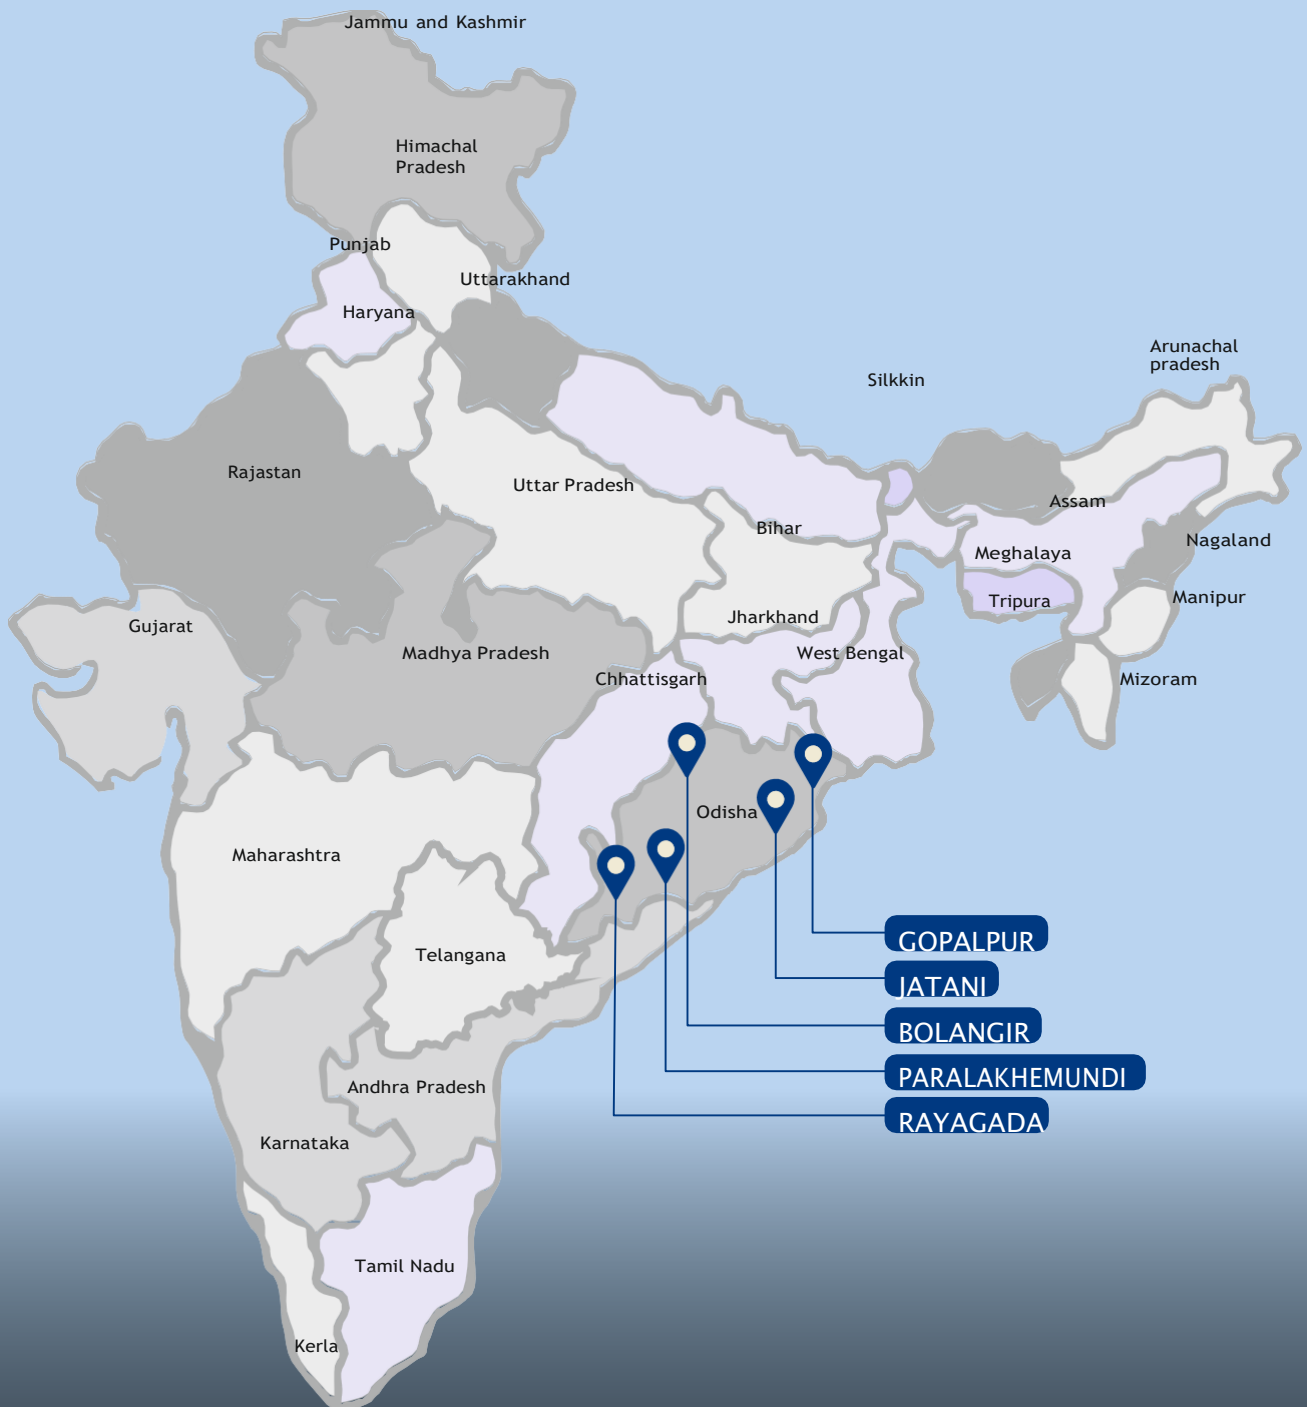 Jammu and Kashmir
Himachal
Pradesh
Punjab
Uttarakhand
Haryana
Arunachal
pradesh
Silkkin
Rajastan
Uttar Pradesh
Assam
Bihar
Nagaland
Meghalaya
Manipur
Tripura
Jharkhand
Gujarat
Madhya Pradesh
West Bengal
Chhattisgarh
Mizoram
Odisha
Maharashtra
Telangana
GOPALPUR
JATANI
BOLANGIR
PARALAKHEMUNDI
RAYAGADA
Andhra Pradesh
Karnataka
Tamil Nadu
Kerla